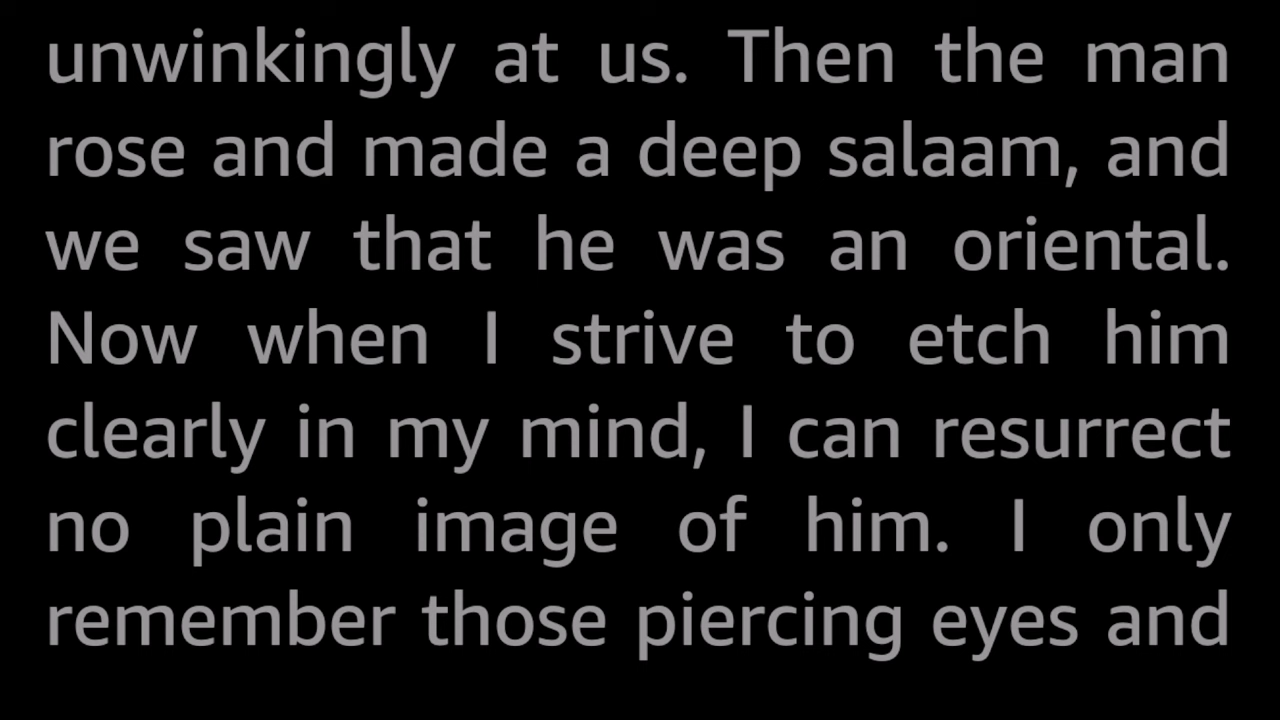 unwinkingly at us. Then the man
rose and made a deep salaam, and
we saw that he was an oriental.
Now when I strive to etch him
clearly in my mind, I can resurrect
no plain image of him. I only
remember those piercing eyes and